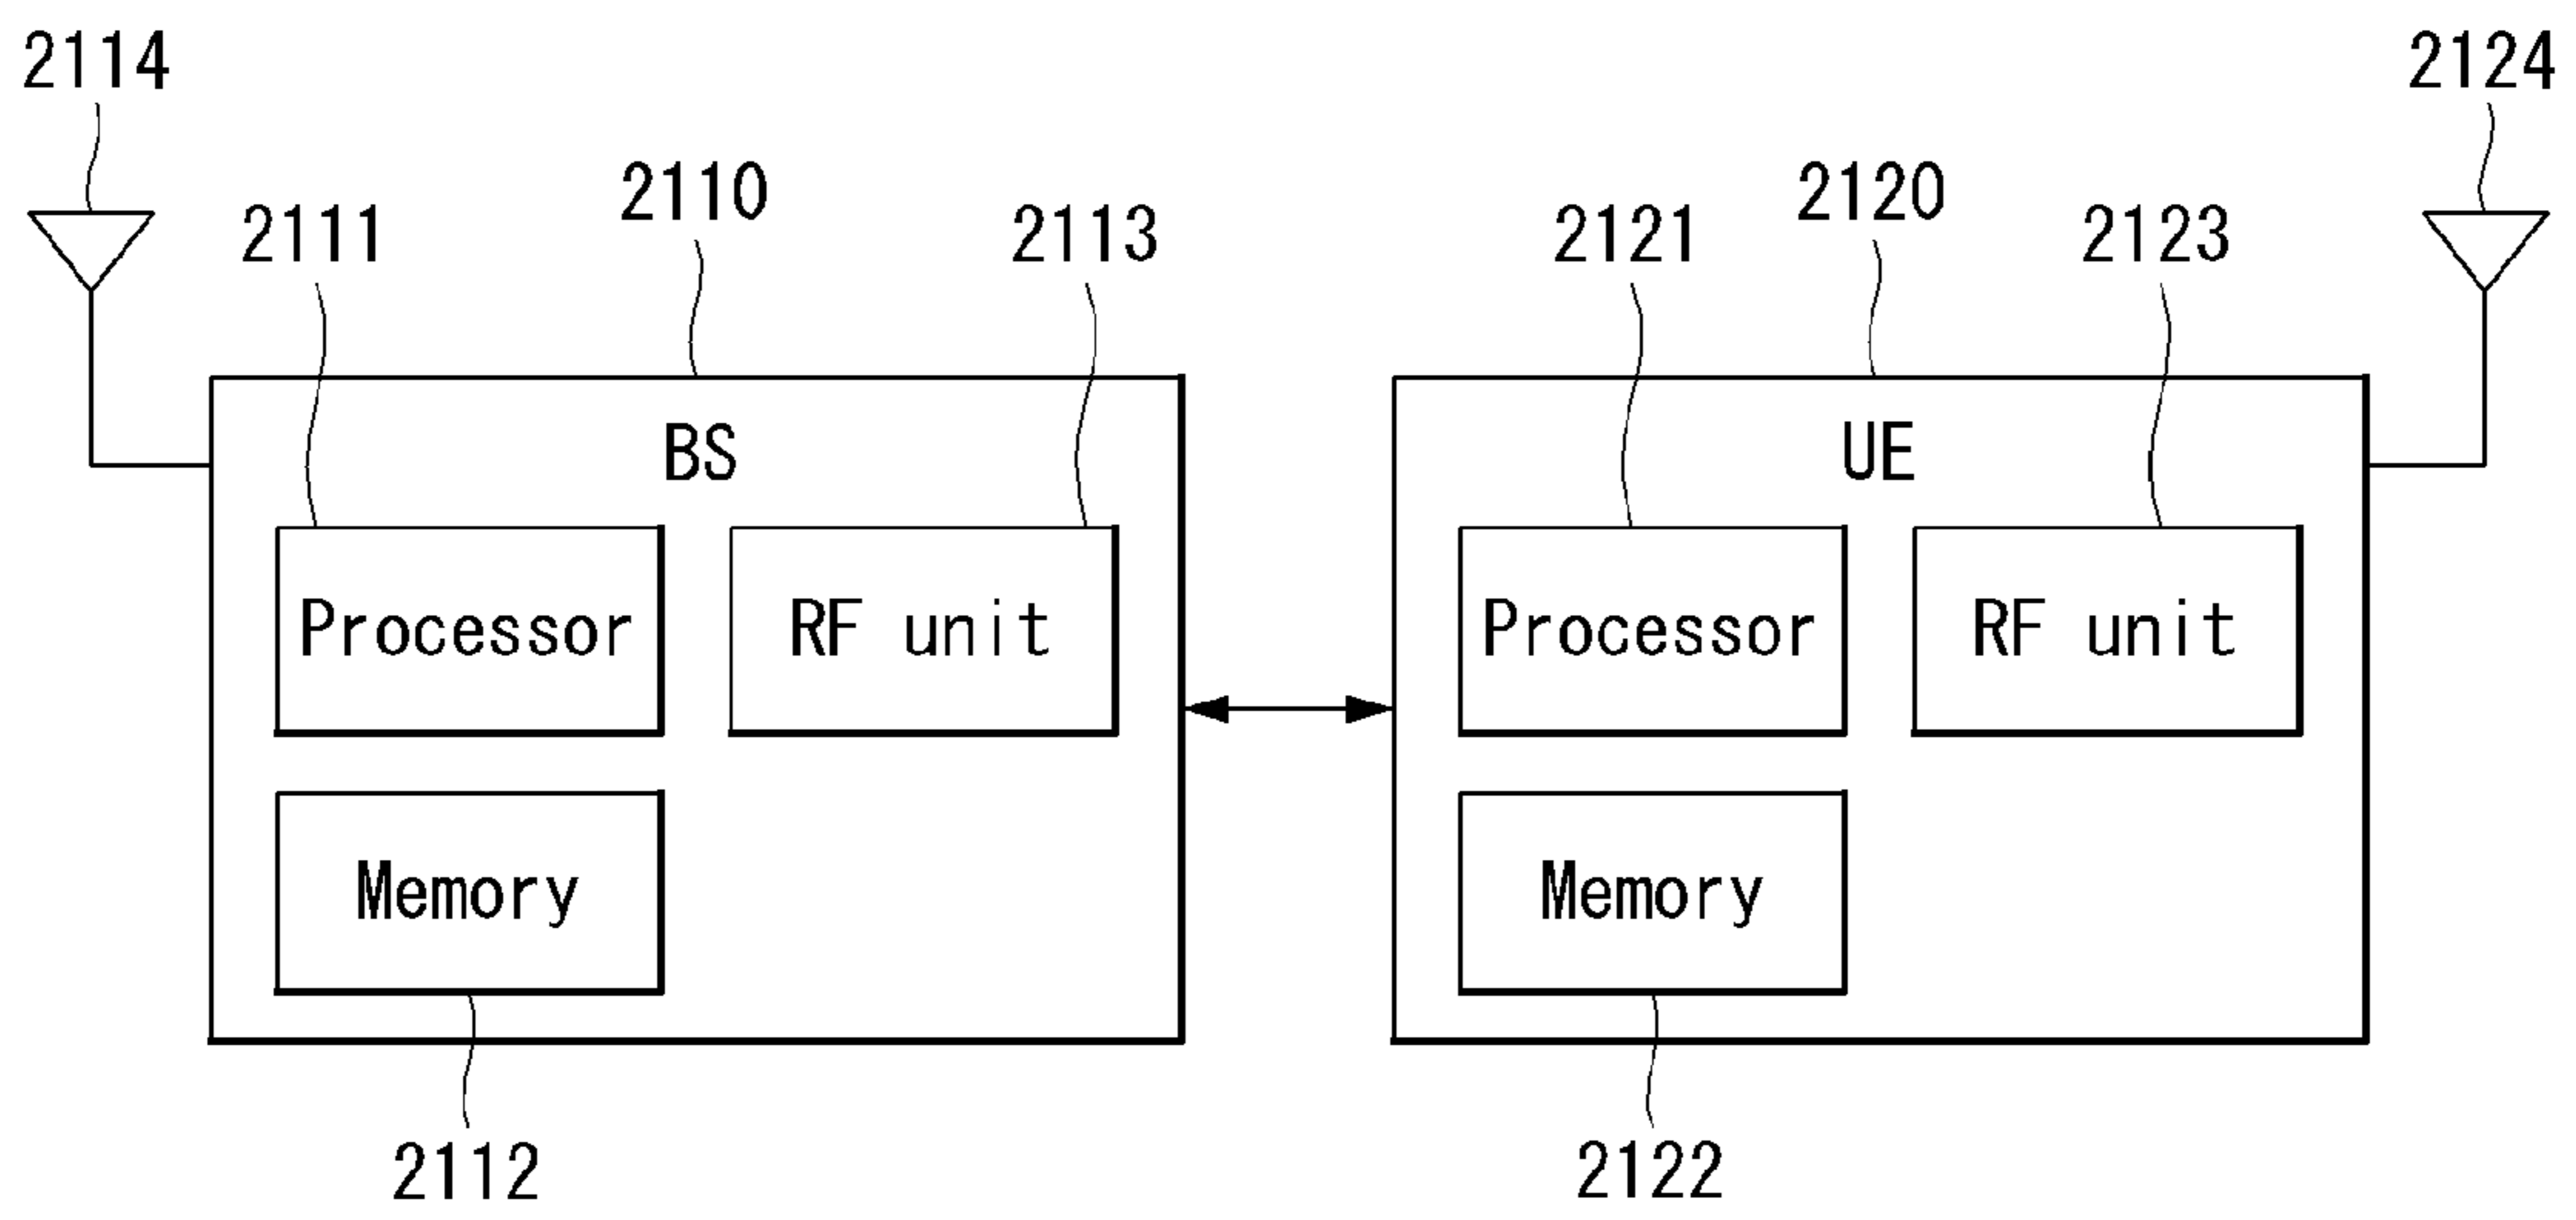 2114 2124
2110 2120
2111 2113 2121 2123
BS UE
Processor RF unit Processor RF unit
Memory Memory
2112 2122